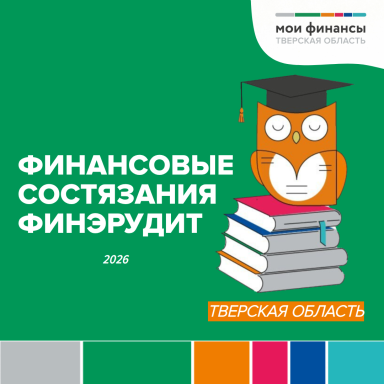 мои финансы
ТВЕРСКАЯ ОБЛАСТЬ
ФИНАНСОВЫЕ
СОСТЯЗАНИЯ
ФИНЭРУДИТ
2026
ТВЕРСКАЯ ОБЛАСТЬ